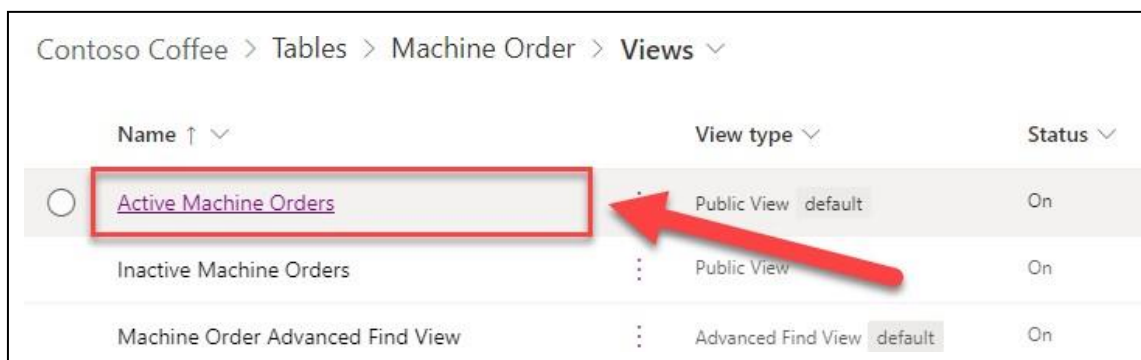 Contoso Coffee > Tables > Machine Order > Views
Name ↑ View type Status
Active Machine Orders Public View default On
Inactive Machine Orders Public View On
Machine Order Advanced Find View Advanced Find View default On